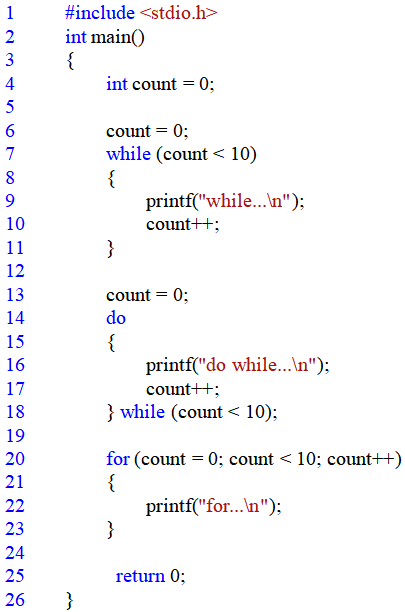 1 #include <stdio.h>
2 int main()
3 {
4 int count = 0;
5
6 count = 0;
7 while (count < 10)
8 {
9 printf("while...\n");
10 count++;
11 }
12
13 count = 0;
14 do
15 {
16 printf("do while...\n");
17 count++;
18 } while (count < 10);
19
20 for (count = 0; count < 10; count++)
21 {
22 printf("for...\n");
23 }
24
25 return 0;
26 }